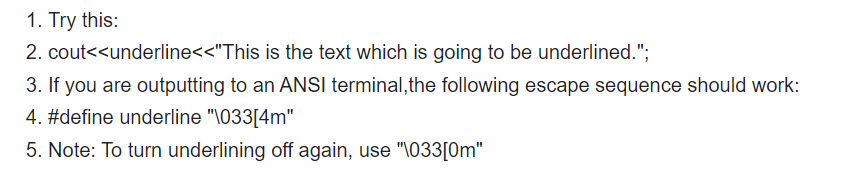 1. Try this:
2. cout<<underline<<"This is the text which is going to be underlined.";
3. If you are outputting to an ANSI terminal,the following escape sequence should work:
4. #define underline "\033[4m"
5. Note: To turn underlining off again, use "\033[0m"